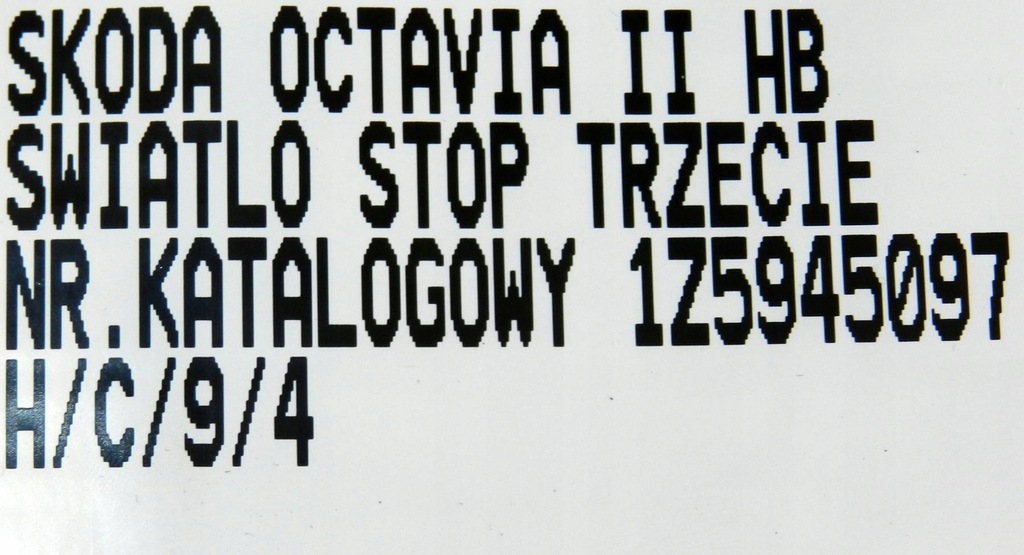 SKODA OCTAVIA II HB
SWIATLO STOP TRZECIE
NR.KATALOGOWY 1Z5945097
H/C/9/4